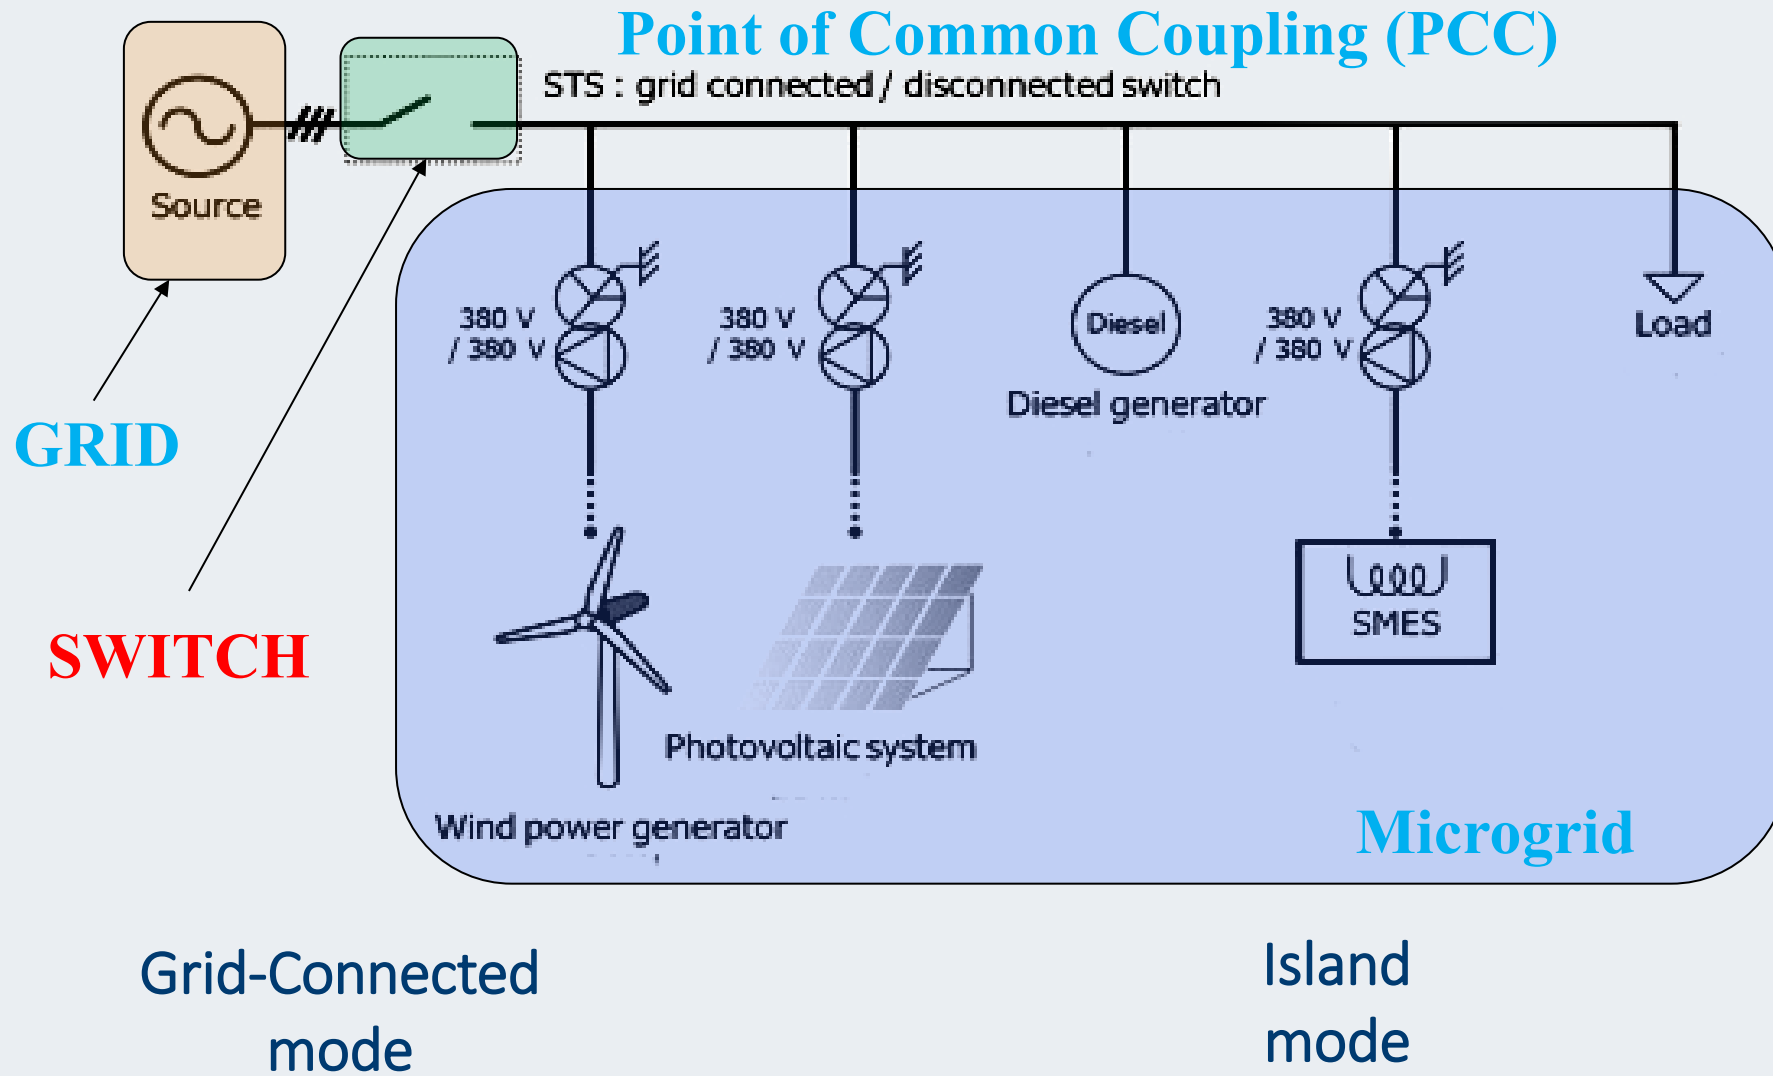 Point of Common Coupling (PCC)
STS : grid connected / disconnected switch
Source
380 V
/ 380 V
380 V
/ 380 V
Diesel
380 V
/ 380 V
Load
Diesel generator
GRID
SWITCH
SMES
Photovoltaic system
Wind power generator
Microgrid
Grid-Connected
mode
Island
mode